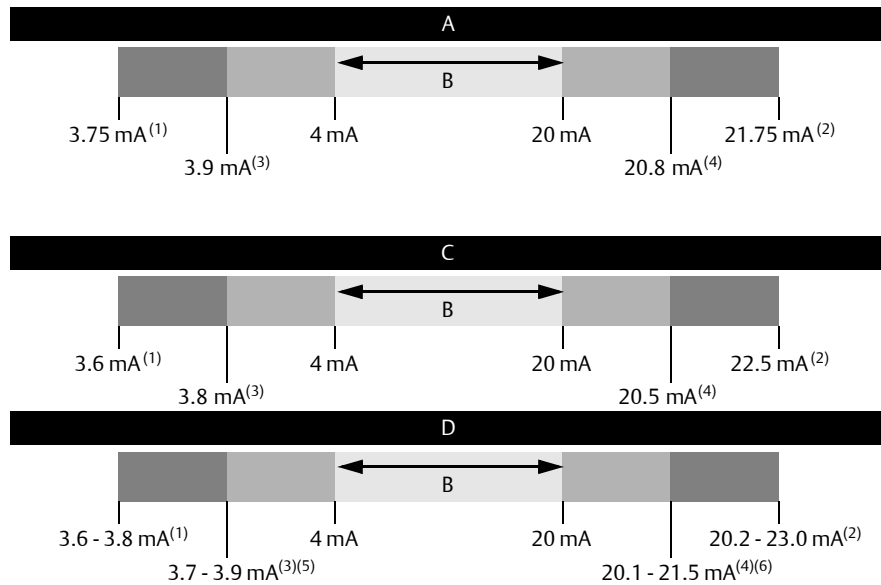 A
B
3.75 mA(1) 4 mA 20 mA 21.75 mA(2)
3.9 mA(3) 20.8 mA(4)
C
B
3.6 mA(1) 4 mA 20 mA 22.5 mA(2)
3.8 mA(3) 20.5 mA(4)
D
B
3.6 - 3.8 mA(1) 4 mA 20 mA 20.2 - 23.0 mA(2)
3.7 - 3.9 mA(3)(5) 20.1 - 21.5 mA(4)(6)